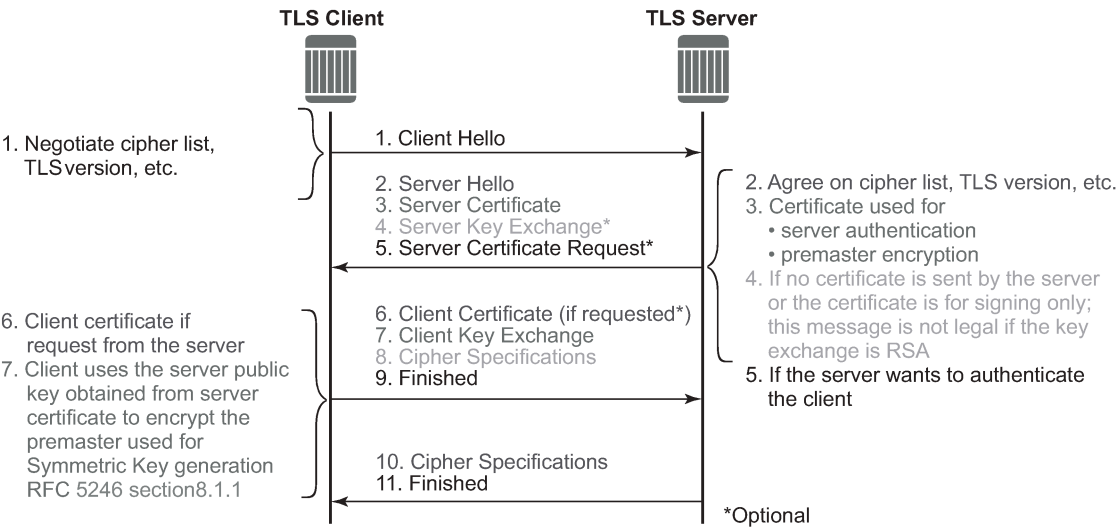 TLS Client
TLS Server
1. Negotiate cipher list,
TLS version, etc.
1. Client Hello
2. Server Hello
3. Server Certificate
4. Server Key Exchange*
5. Server Certificate Request*
2. Agree on cipher list, TLS version, etc.
3. Certificate used for
• server authentication
• premaster encryption
4. If no certificate is sent by the server
or the certificate is for signing only;
this message is not legal if the key
exchange is RSA
5. If the server wants to authenticate
the client
6. Client certificate if
request from the server
7. Client uses the server public
key obtained from server
certificate to encrypt the
premaster used for
Symmetric Key generation
RFC 5246 section8.1.1
6. Client Certificate (if requested*)
7. Client Key Exchange
8. Cipher Specifications
9. Finished
10. Cipher Specifications
11. Finished
*Optional